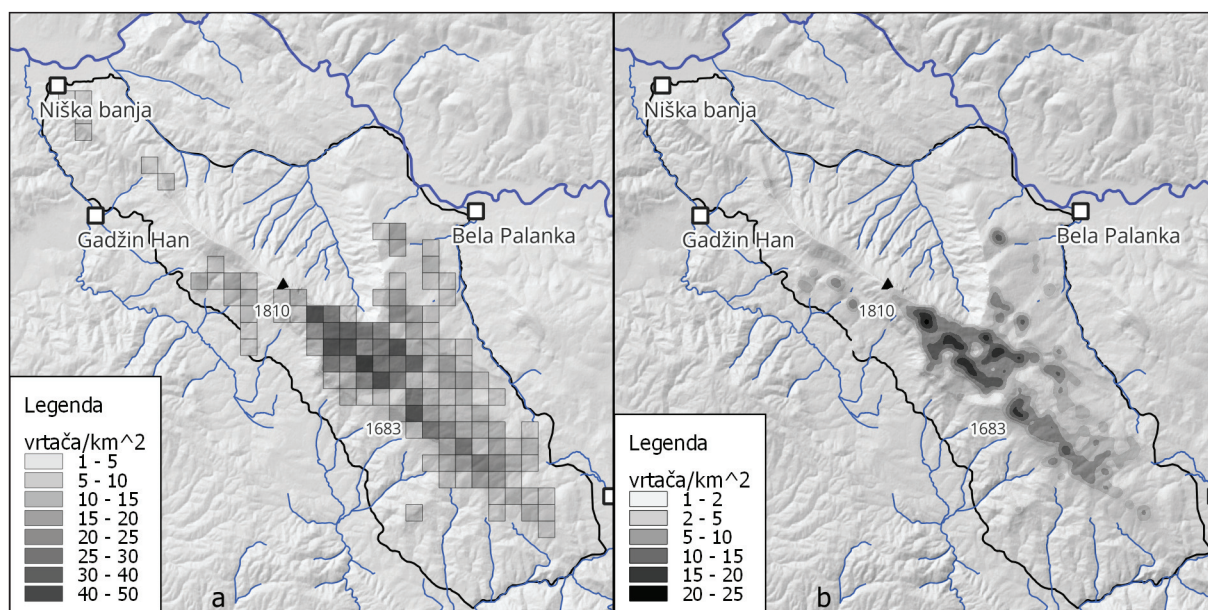 Niška banja
Gadžin Han
Bela Palanka
1810
1683
Legenda
vrtača/km^2
1 - 5
5 - 10
10 - 15
15 - 20
20 - 25
25 - 30
30 - 40
40 - 50
a
Niška banja
Gadžin Han
Bela Palanka
1810
1683
Legenda
vrtača/km^2
1 - 2
2 - 5
5 - 10
10 - 15
15 - 20
20 - 25
b